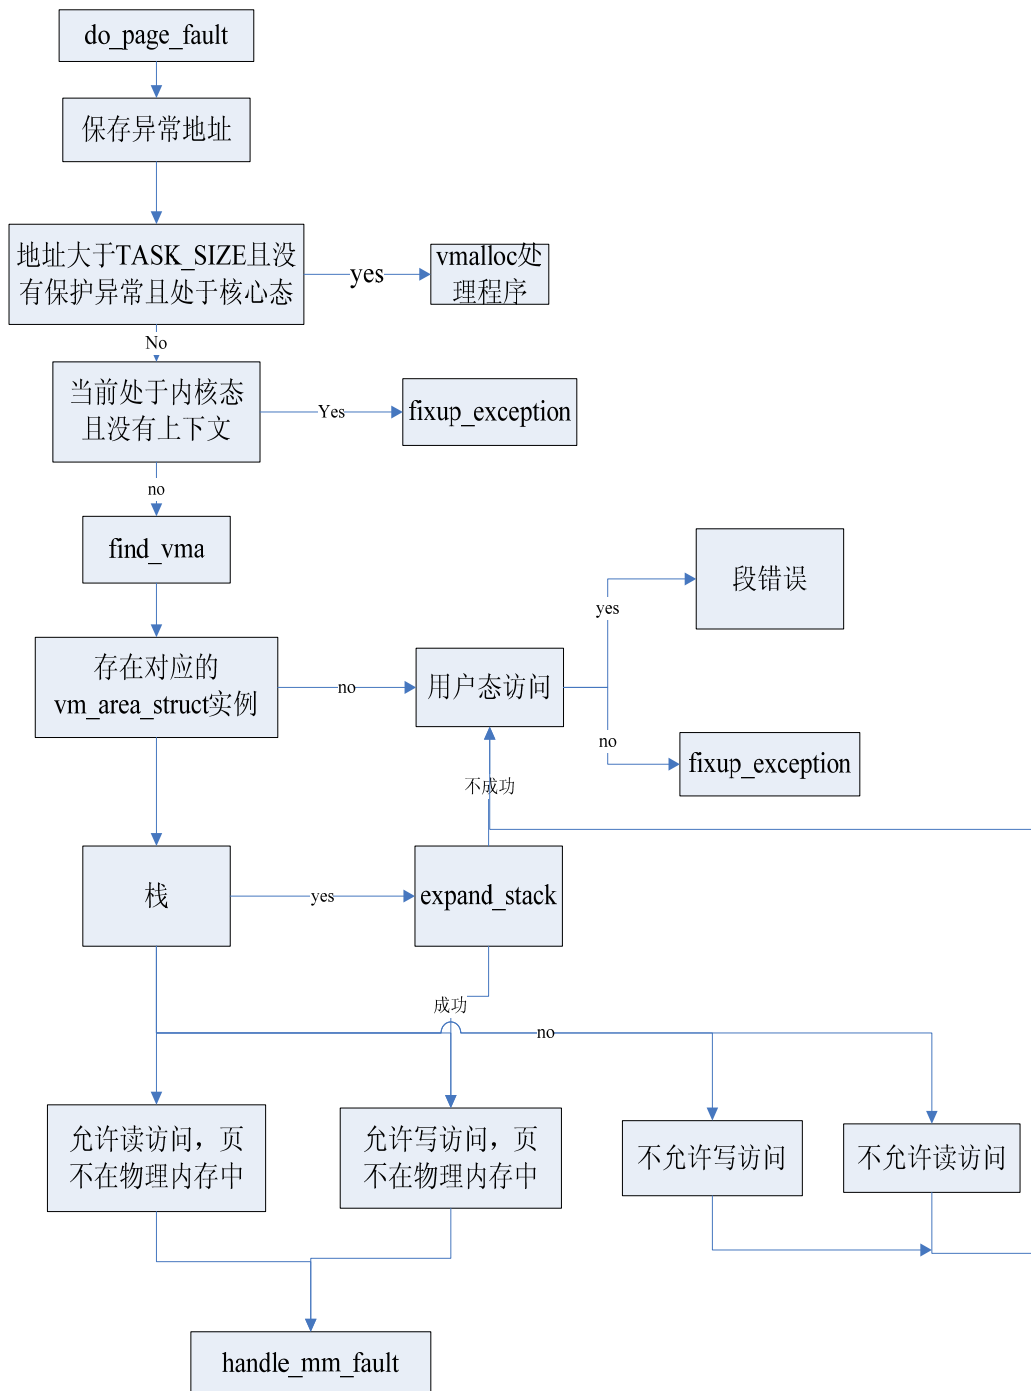 do_page_fault
保存异常地址
地址大于TASK_SIZE且没
有保护异常且处于核心态
yes
vmalloc处
理程序
No
当前处于内核态
且没有上下文
Yes
fixup_exception
no
find_vma
段错误
yes
存在对应的
vm_area_struct实例
no
用户态访问
no
fixup_exception
不成功
栈
yes
expand_stack
成功
no
允许读访问，页
不在物理内存中
允许写访问，页
不在物理内存中
不允许写访问
不允许读访问
handle_mm_fault